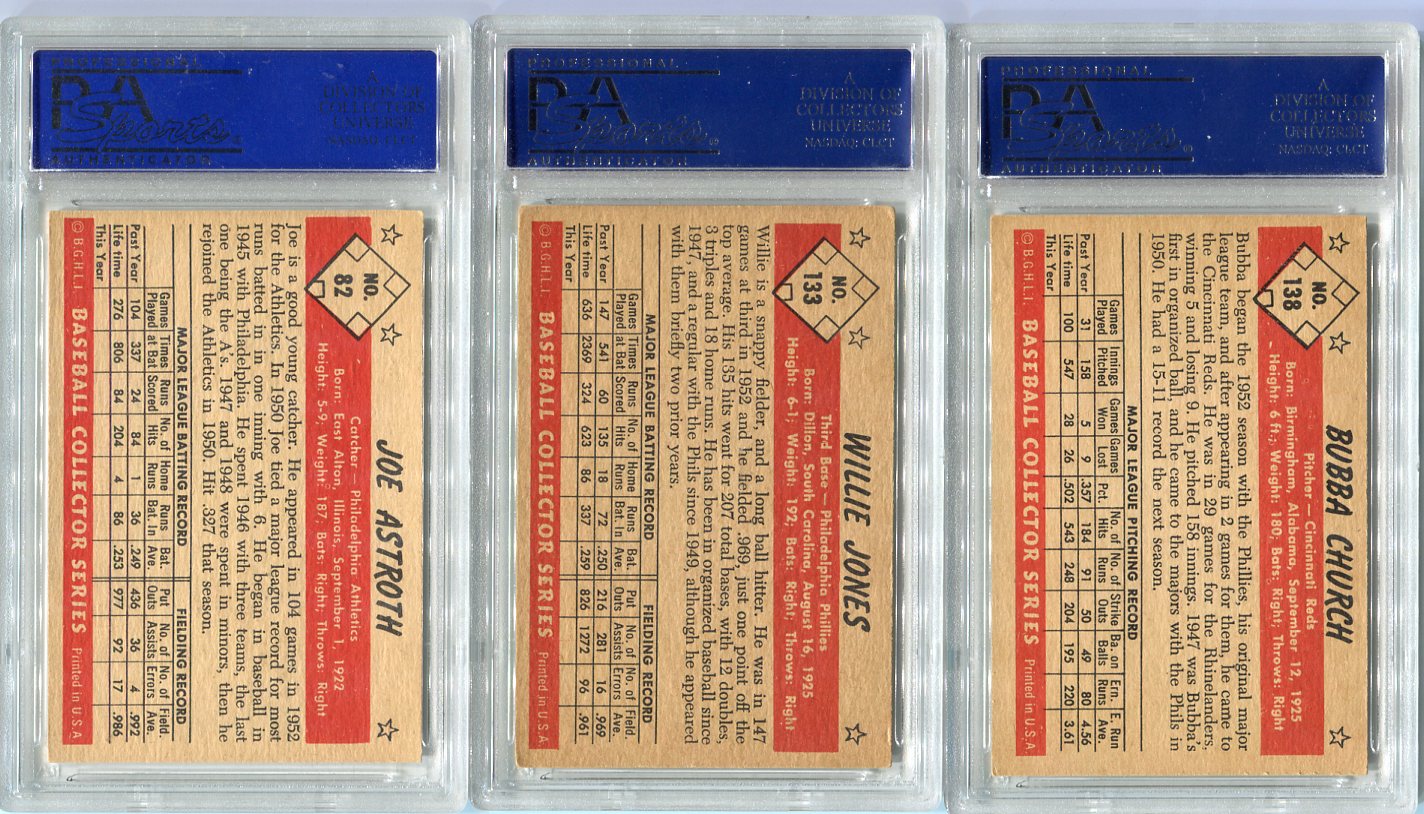 PROFESSIONAL
PSA
Sports
AUTHENTICATOR
A
DIVISION OF
COLLECTORS
UNIVERSE
NASDAQ: CLCT
NO.
82
JOE ASTROTH
Catcher — Philadelphia Athletics
Born: East Alton, Illinois, September 1, 1922
Height: 5-9; Weight: 187; Bats: Right; Throws: Right
Joe is a good young catcher. He appeared in 104 games in 1952
for the Athletics. In 1950 Joe tied a major league record for most
runs batted in in one inning with 6. He began in baseball in
1945 with Philadelphia. He spent 1946 with three teams, the last
one being the A's. 1947 and 1948 were spent in minors, then he
rejoined the Athletics in 1950. Hit .327 that season.
MAJOR LEAGUE BATTING RECORD FIELDING RECORD
Games Times Runs No. of Home Runs Bat. Put No. of No. of Field.
Played at Bat Scored Hits Runs Bat. In Ave. Outs Assists Errors Ave.
Past Year 104 337 24 84 1 36 .249 436 36 4 .992
Life time 276 806 84 204 4 86 .253 977 92 17 .986
This Year
© B.G.H.L.I. BASEBALL COLLECTOR SERIES Printed in U.S.A
PROFESSIONAL
PSA
Sports
AUTHENTICATOR
A
DIVISION OF
COLLECTORS
UNIVERSE
NASDAQ: CLCT
NO.
133
WILLIE JONES
Third Base — Philadelphia Phillies
Born: Dillon, South Carolina, August 16, 1925
Height: 6-1; Weight: 192; Bats: Right; Throws: Right
Willie is a snappy fielder, and a long ball hitter. He was in 147
games at third in 1952 and he fielded .969, just one point off the
top average. His 135 hits went for 207 total bases, with 12 doubles,
3 triples and 18 home runs. He has been in organized baseball since
1947, and a regular with the Phils since 1949, although he appeared
with them briefly two prior years.
MAJOR LEAGUE BATTING RECORD FIELDING RECORD
Games Times Runs No. of Home Runs Bat. Put No. of No. of Field.
Played at Bat Scored Hits Runs Bat. In Ave. Outs Assists Errors Ave.
Past Year 147 541 60 135 18 72 .250 216 281 16 .969
Life time 636 2369 324 623 86 337 .259 826 1272 96 .961
This Year
© B.G.H.L.I. BASEBALL COLLECTOR SERIES Printed in U.S.A
PROFESSIONAL
PSA
Sports
AUTHENTICATOR
A
DIVISION OF
COLLECTORS
UNIVERSE
NASDAQ: CLCT
NO.
138
BUBBA CHURCH
Pitcher — Cincinnati Reds
Born: Birmingham, Alabama, September 12, 1925
Height: 6 ft.; Weight: 180; Bats: Right; Throws: Right
Bubba began the 1952 season with the Phillies, his original major
league team, and after appearing in 2 games for them, he came to
the Cincinnati Reds. He was in 29 games for the Rhinelanders,
winning 5 and losing 9. He pitched 158 innings. 1947 was Bubba's
first in organized ball, and he came to the majors with the Phils in
1950. He had a 15-11 record the next season.
MAJOR LEAGUE PITCHING RECORD
Games Innings Games Games No. of No. of Strike Ba. on Ern. E. Run
Played Pitched Won Lost Pct. Hits Runs Outs Balls Runs Ave.
Past Year 31 158 5 9 .357 184 91 50 49 80 4.56
Life time 100 547 28 26 .502 543 248 204 195 220 3.61
This Year
© B.G.H.L.I. BASEBALL COLLECTOR SERIES Printed in U.S.A